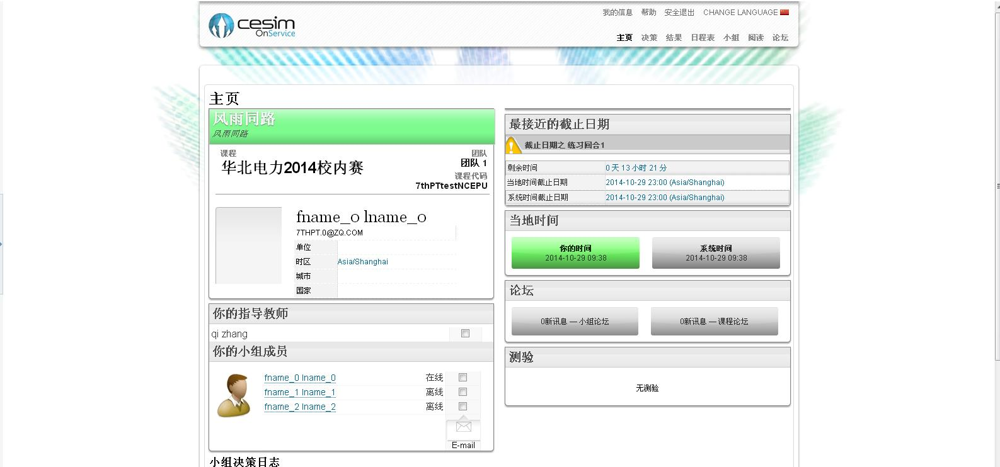 cesim
OnService
我的信息 帮助 安全退出 CHANGE LANGUAGE
主页 决策 结果 日程表 小组 阅读 论坛
主页
风雨同路
风雨同路
课程
华北电力2014校内赛
团队
团队 1
课程代码
7thPTtestNCEPU
fname_0 lname_0
7THPT.0@ZQ.COM
单位
时区 Asia/Shanghai
城市
国家
你的指导教师
qi zhang
你的小组成员
fname_0 lname_0 在线
fname_1 lname_1 离线
fname_2 lname_2 离线
E-mail
小组决策日志
最接近的截止日期
截止日期之 练习回合1
剩余时间 0 天 13 小时 21 分
当地时间截止日期 2014-10-29 23:00 (Asia/Shanghai)
系统时间截止日期 2014-10-29 23:00 (Asia/Shanghai)
当地时间
你的时间
2014-10-29 09:38
系统时间
2014-10-29 09:38
论坛
0新讯息 — 小组论坛
0新讯息 — 课程论坛
测验
无测验